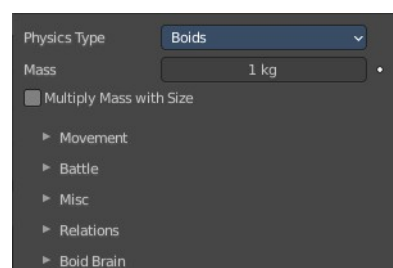 Physics Type Boids
Mass 1 kg
Multiply Mass with Size
Movement
Battle
Misc
Relations
Boid Brain